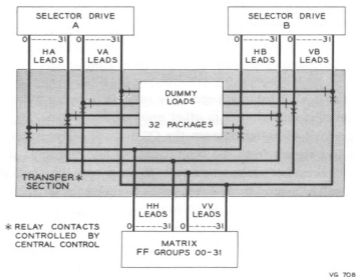 SELECTOR DRIVE
A
SELECTOR DRIVE
B
0-----31
0-----31
0-----31
0-----31
HA
LEADS
VA
LEADS
HB
LEADS
VB
LEADS
DUMMY
LOADS
32 PACKAGES
TRANSFER*
SECTION
HH
LEADS
VV
LEADS
0-----31
0-----31
* RELAY CONTACTS
CONTROLLED BY
CENTRAL CONTROL
MATRIX
FF GROUPS 00-31
VG 708